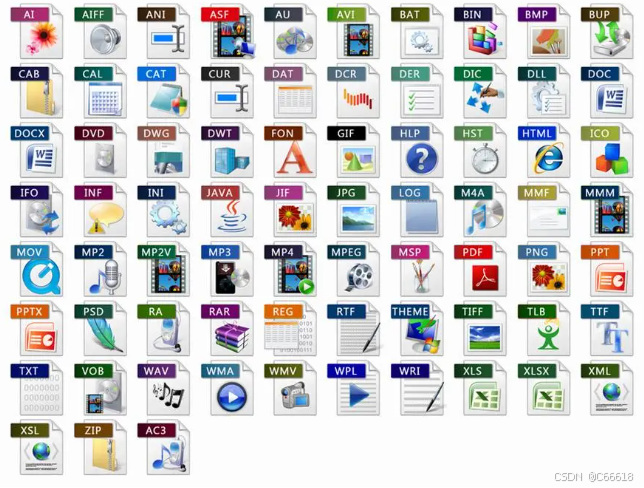 AI AIFF ANI ASF AU AVI BAT BIN BMP BUP
CAB CAL CAT CUR DAT DCR DER DIC DLL DOC
DOCX DVD DWG DWT FON GIF HLP HST HTML ICO
IFO INF INI JAVA JIF JPG LOG M4A MMF MMM
MOV MP2 MP2V MP3 MP4 MPEG MSP PDF PNG PPT
PPTX PSD RA RAR REG RTF THEME TIFF TLB TTF
TXT VOB WAV WMA WMV WPL WRI XLS XLSX XML
XSL ZIP AC3
CSDN @C66618